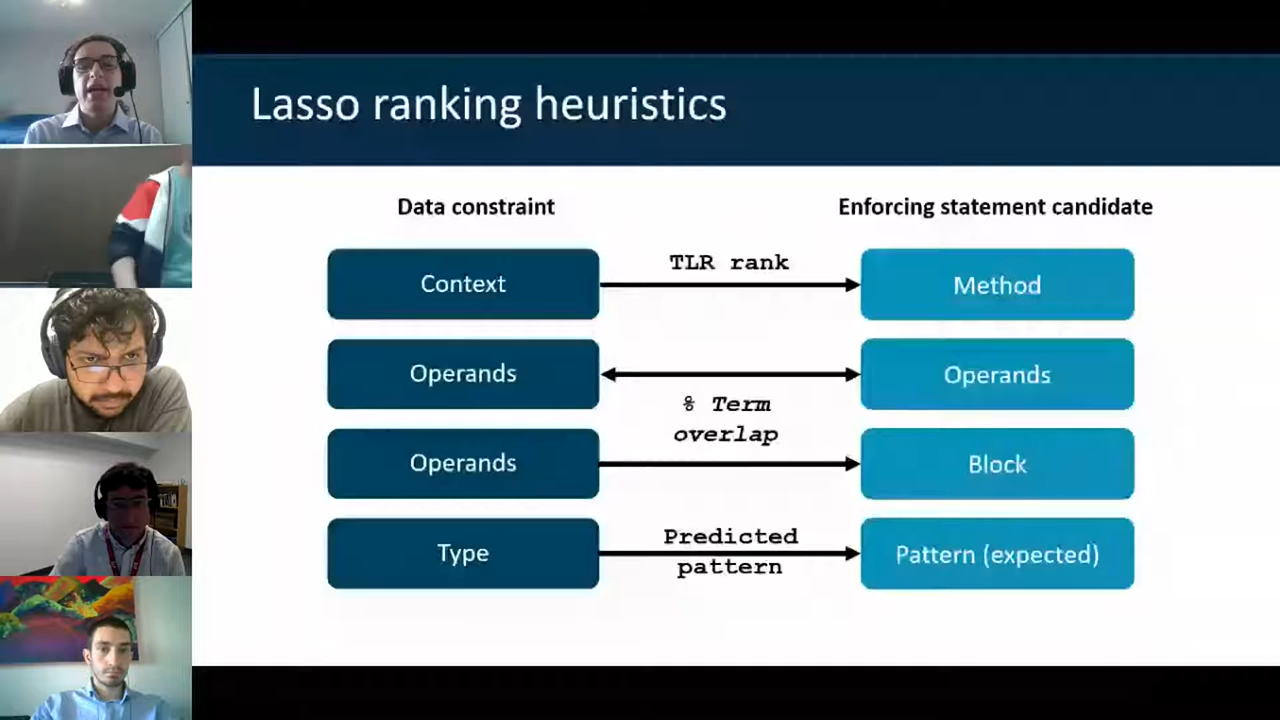 Lasso ranking heuristics
Data constraint
Enforcing statement candidate
Context
TLR rank
Method
Operands
Operands
% Term
overlap
Operands
Block
Type
Predicted
pattern
Pattern (expected)